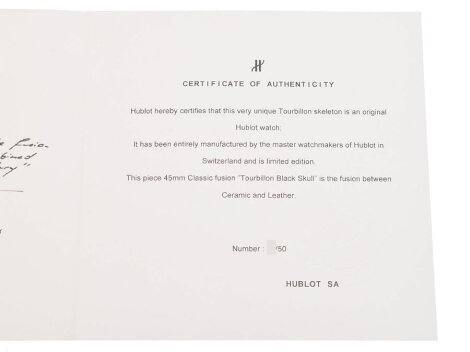 CERTIFICATE OF AUTHENTICITY
Hublot hereby certifies that this very unique Tourbillon skeleton is an original
Hublot watch;
It has been entirely manufactured by the master watchmakers of Hublot in
Switzerland and is limited edition.
This piece 45mm Classic fusion "Tourbillon Black Skull" is the fusion between
Ceramic and Leather.
Number : /50
HUBLOT SA
fusion